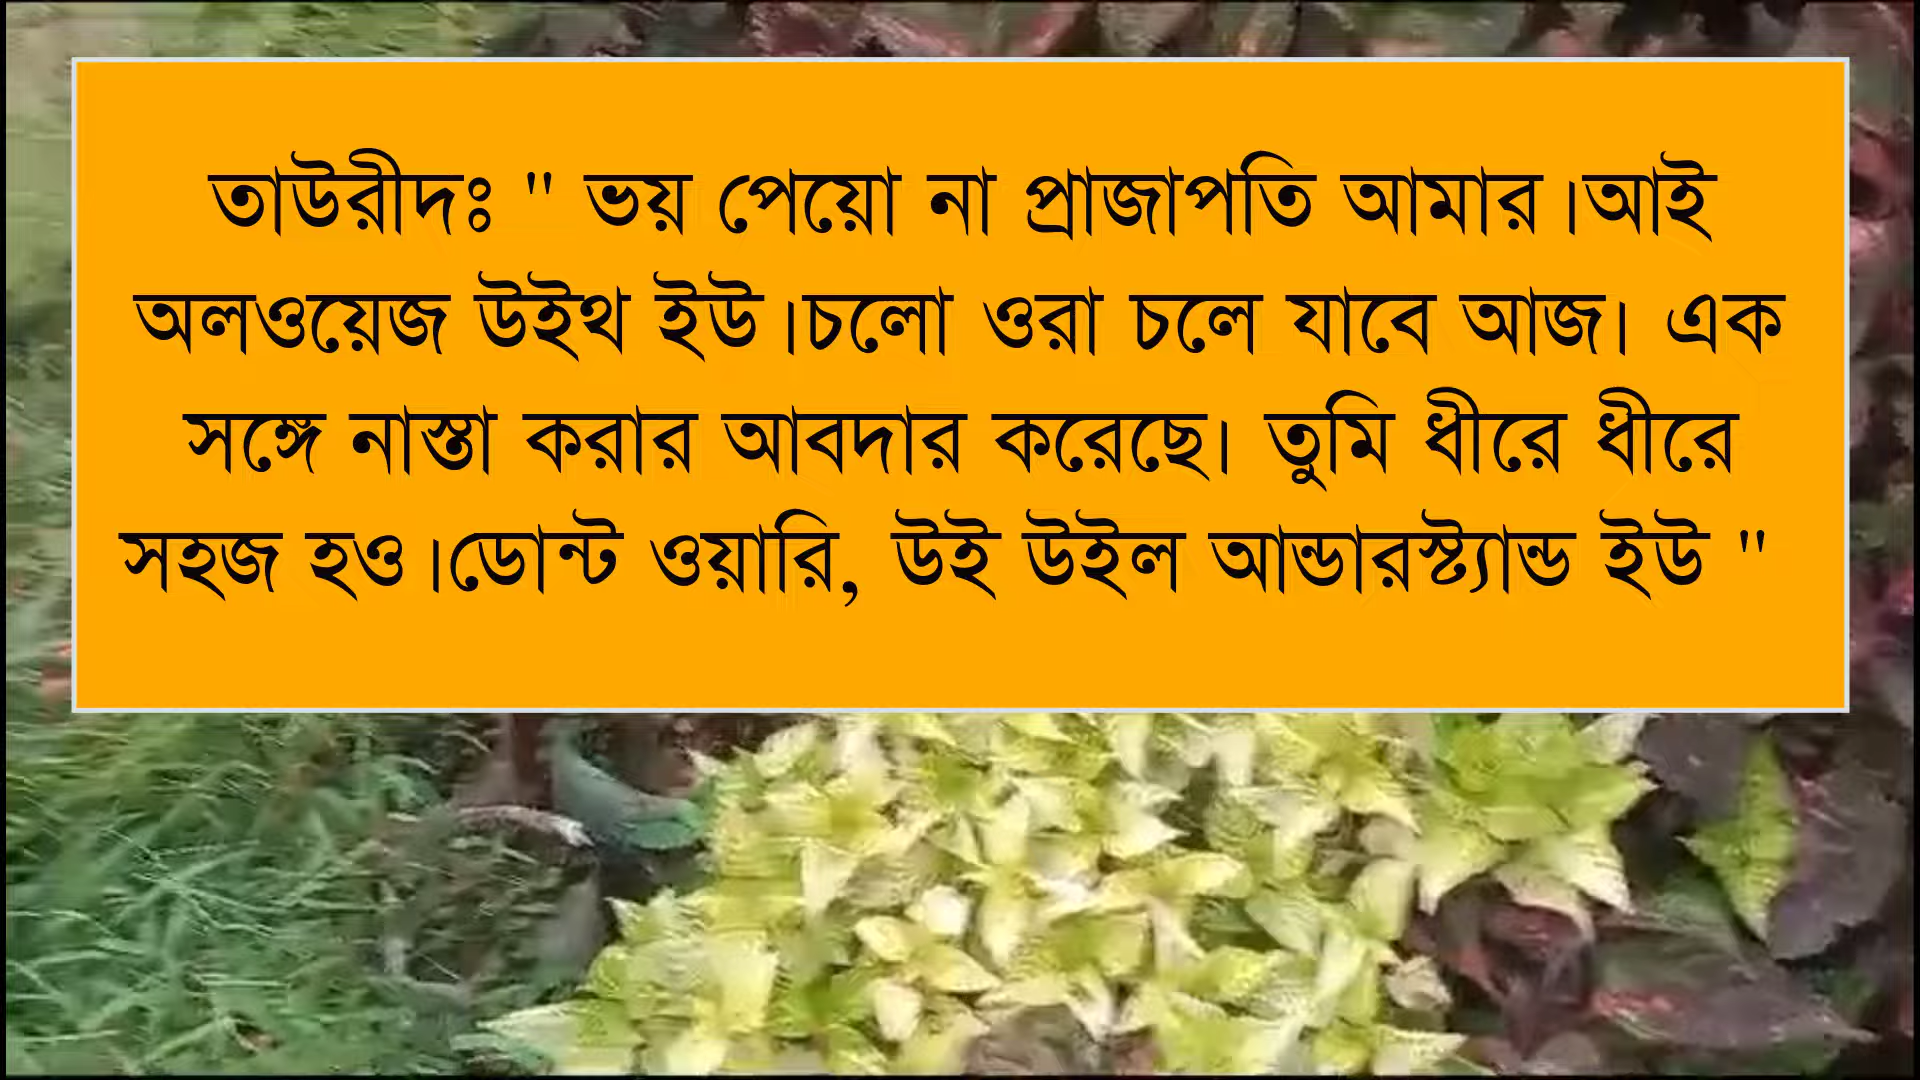 তাউরীদঃ " ভয় পেয়ো না প্রাজাপতি আমার।আই
অলওয়েজ উইথ ইউ।চলো ওরা চলে যাবে আজ। এক
সঙ্গে নাস্তা করার আবদার করেছে। তুমি ধীরে ধীরে
সহজ হও।ডোন্ট ওয়ারি, উই উইল আন্ডারস্ট্যান্ড ইউ "